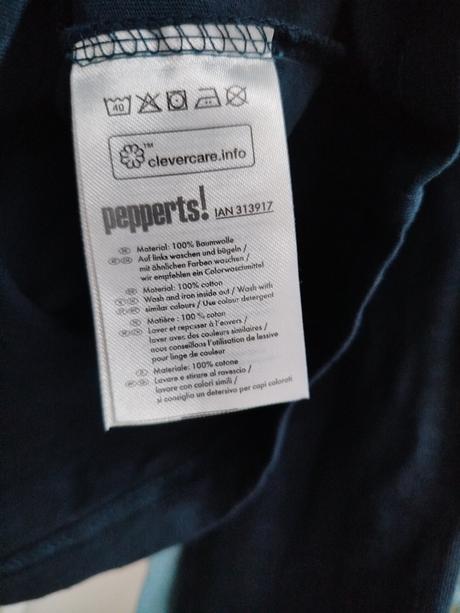 40
clevercare.info™
pepperts! IAN 313917
Material: 100% Baumwolle
Auf links waschen und bügeln /
mit ähnlichen Farben waschen /
wir empfehlen ein Colorwaschmittel
Material: 100% cotton
Wash and iron inside out / Wash with
similar colours / Use colour detergent
Matière : 100 % coton
Laver et repasser à l'envers /
laver avec des couleurs similaires /
nous conseillons l'utilisation de lessive
pour linge de couleur
Materiale: 100% cotone
Lavare e stirare al rovescio /
lavare con colori simili /
si consiglia un detersivo per capi colorati